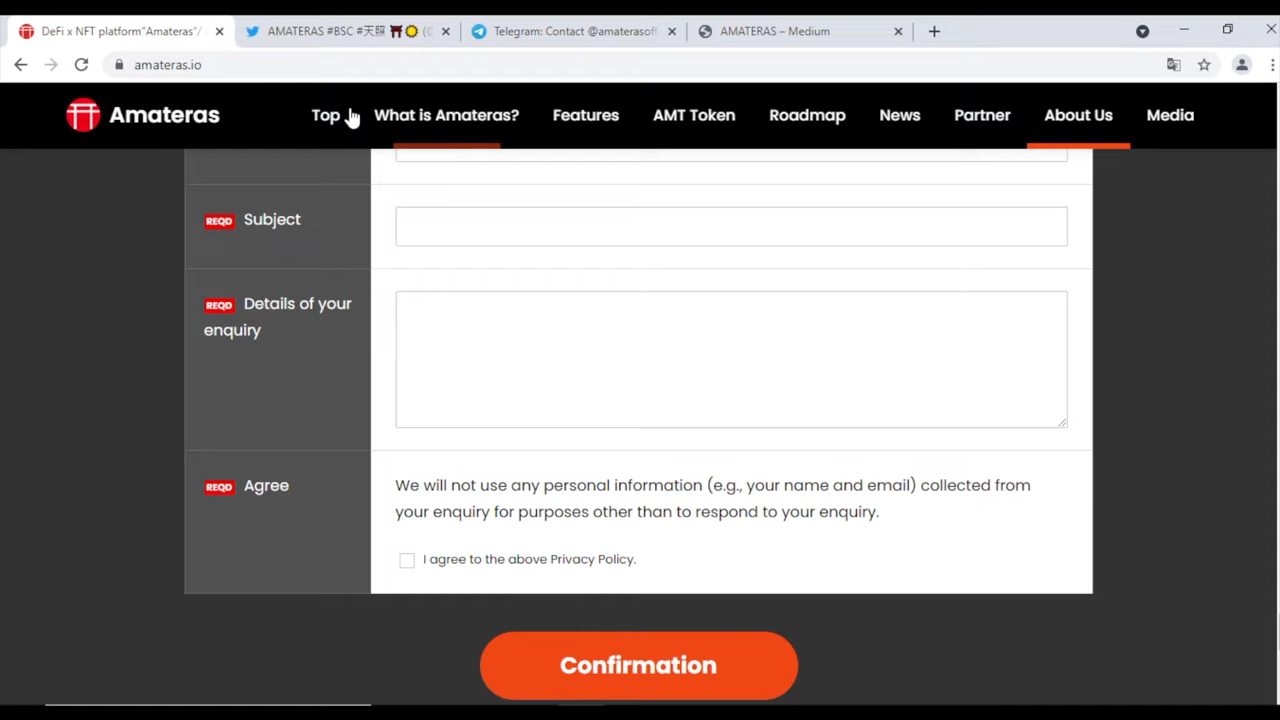 DeFi x NFT platform"Amateras"/
AMATERAS #BSC #天照 ⛩🌞 (@
Telegram: Contact @amaterasoff
AMATERAS – Medium
amateras.io
Amateras
Top
What is Amateras?
Features
AMT Token
Roadmap
News
Partner
About Us
Media
REQD Subject
REQD Details of your
enquiry
REQD Agree
We will not use any personal information (e.g., your name and email) collected from
your enquiry for purposes other than to respond to your enquiry.
I agree to the above Privacy Policy.
Confirmation